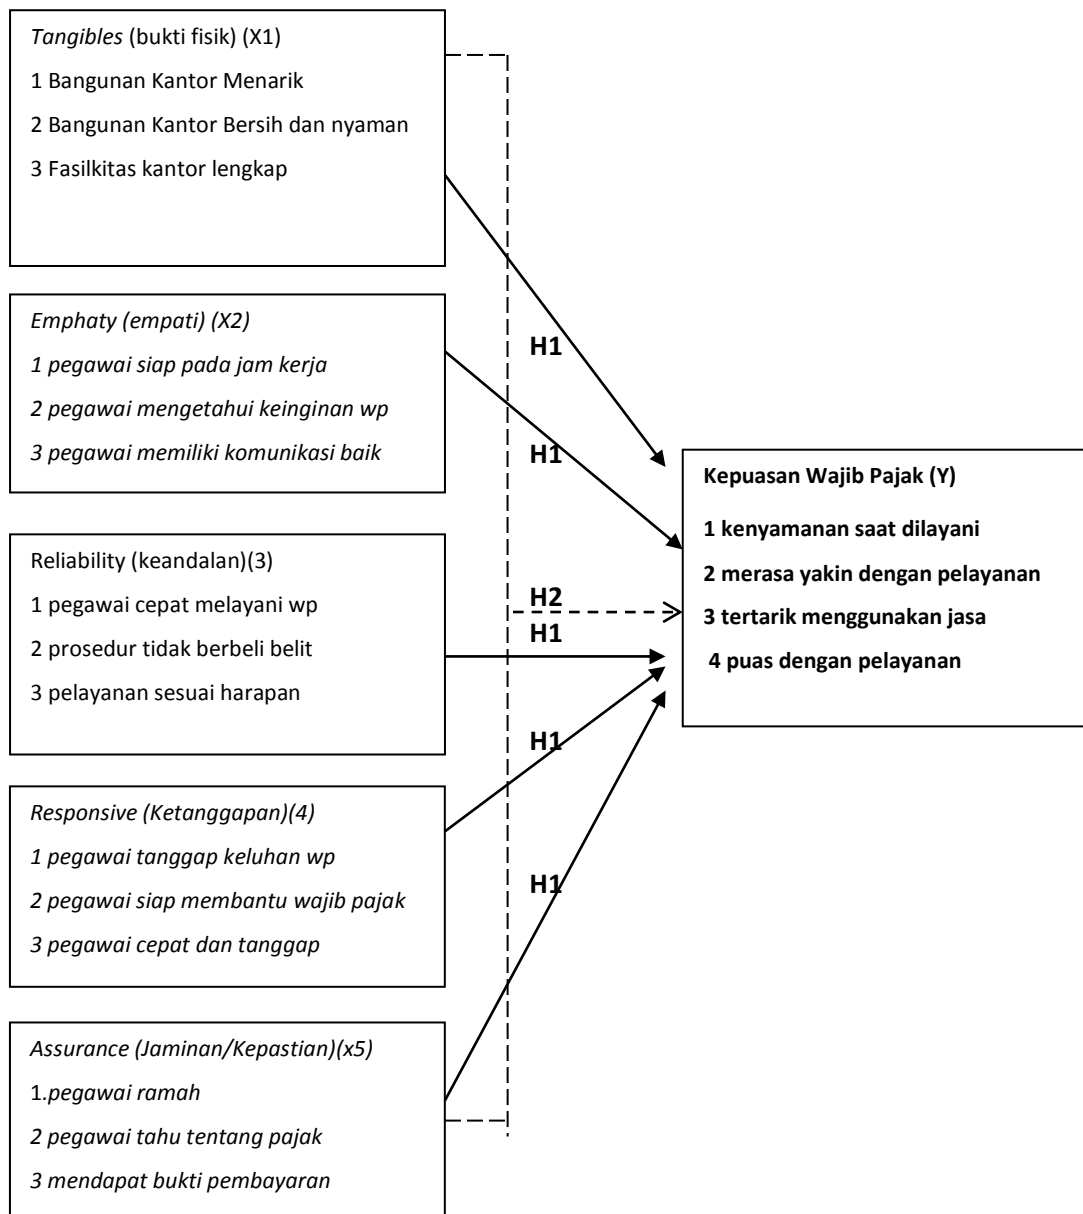 Tangibles (bukti fisik) (X1)
1 Bangunan Kantor Menarik
2 Bangunan Kantor Bersih dan nyaman
3 Fasilkitas kantor lengkap
Emphaty (empati) (X2)
1 pegawai siap pada jam kerja
2 pegawai mengetahui keinginan wp
3 pegawai memiliki komunikasi baik
Reliability (keandalan)(3)
1 pegawai cepat melayani wp
2 prosedur tidak berbeli belit
3 pelayanan sesuai harapan
Responsive (Ketanggapan)(4)
1 pegawai tanggap keluhan wp
2 pegawai siap membantu wajib pajak
3 pegawai cepat dan tanggap
Assurance (Jaminan/Kepastian)(x5)
1.pegawai ramah
2 pegawai tahu tentang pajak
3 mendapat bukti pembayaran
H1
H1
H2
H1
H1
H1
Kepuasan Wajib Pajak (Y)
1 kenyamanan saat dilayani
2 merasa yakin dengan pelayanan
3 tertarik menggunakan jasa
4 puas dengan pelayanan